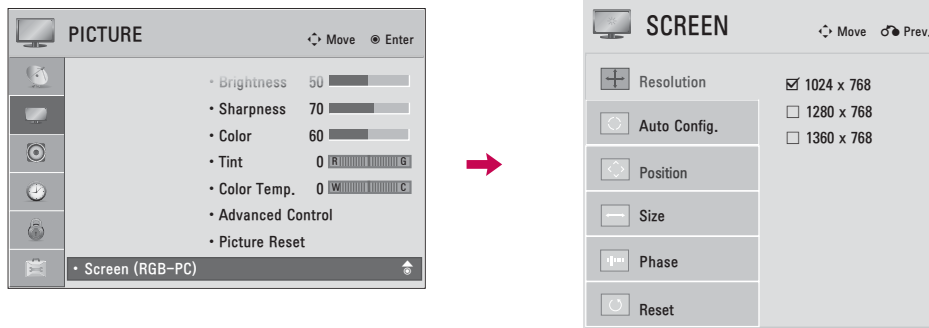 PICTURE
Move Enter
• Brightness 50
• Sharpness 70
• Color 60
• Tint 0 R G
• Color Temp. 0 W C
• Advanced Control
• Picture Reset
• Screen (RGB-PC)
SCREEN
Move Prev.
Resolution
Auto Config.
Position
Size
Phase
Reset
☑ 1024 x 768
☐ 1280 x 768
☐ 1360 x 768